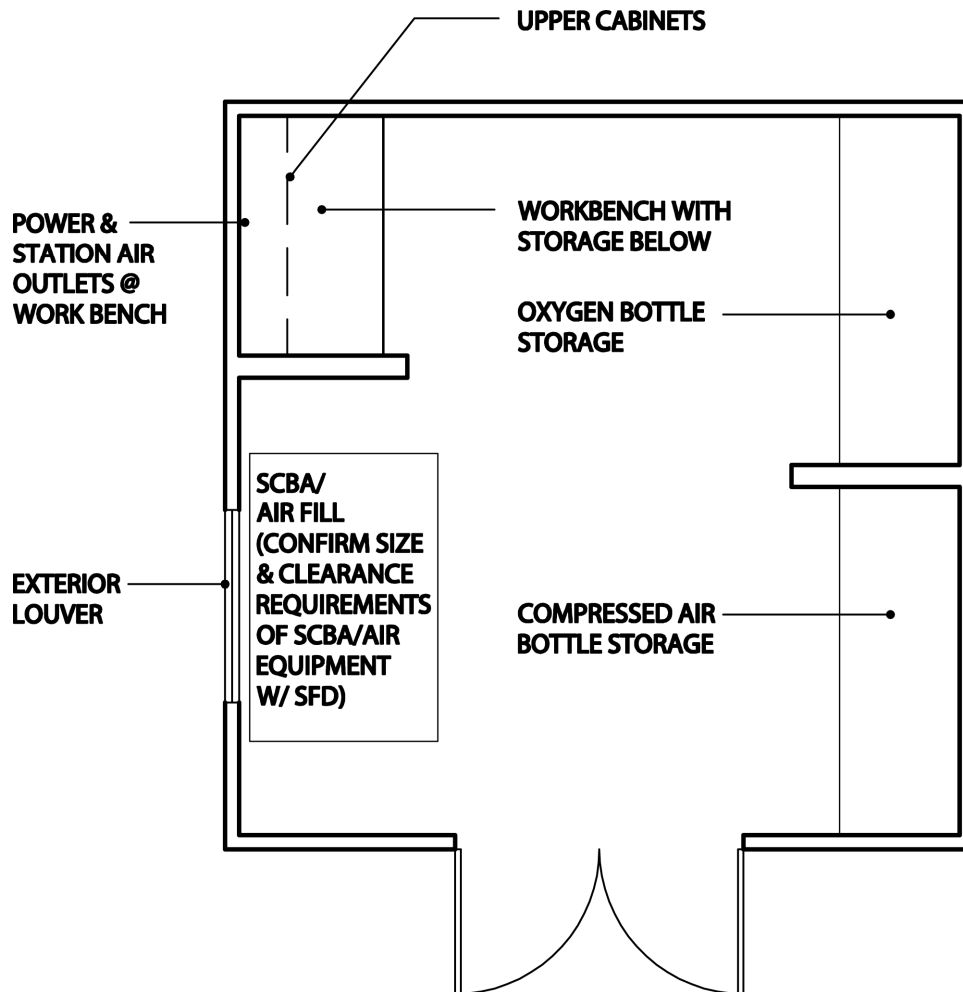 UPPER CABINETS
POWER &
STATION AIR
OUTLETS @
WORK BENCH
WORKBENCH WITH
STORAGE BELOW
OXYGEN BOTTLE
STORAGE
SCBA/
AIR FILL
(CONFIRM SIZE
& CLEARANCE
REQUIREMENTS
OF SCBA/AIR
EQUIPMENT
W/ SFD)
EXTERIOR
LOUVER
COMPRESSED AIR
BOTTLE STORAGE